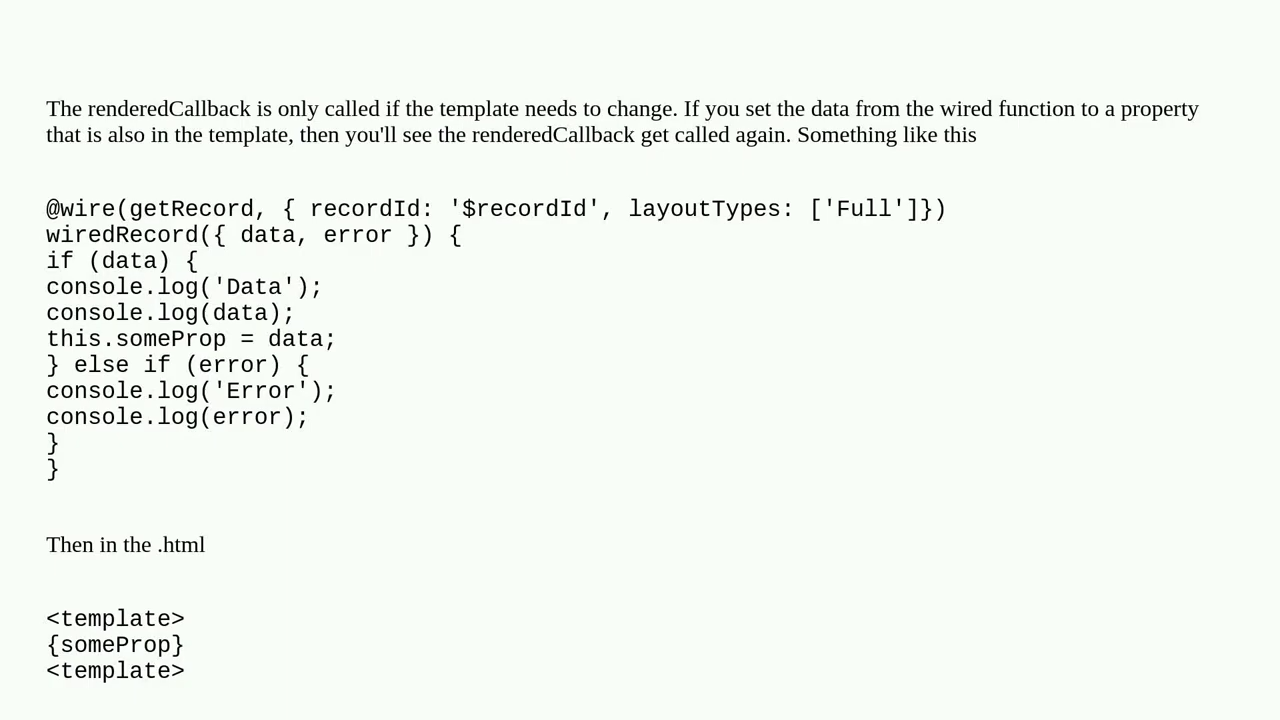 The renderedCallback is only called if the template needs to change. If you set the data from the wired function to a property
that is also in the template, then you'll see the renderedCallback get called again. Something like this
@wire(getRecord, { recordId: '$recordId', layoutTypes: ['Full']})
wiredRecord({ data, error }) {
if (data) {
console.log('Data');
console.log(data);
this.someProp = data;
} else if (error) {
console.log('Error');
console.log(error);
}
}
Then in the .html
<template>
{someProp}
<template>